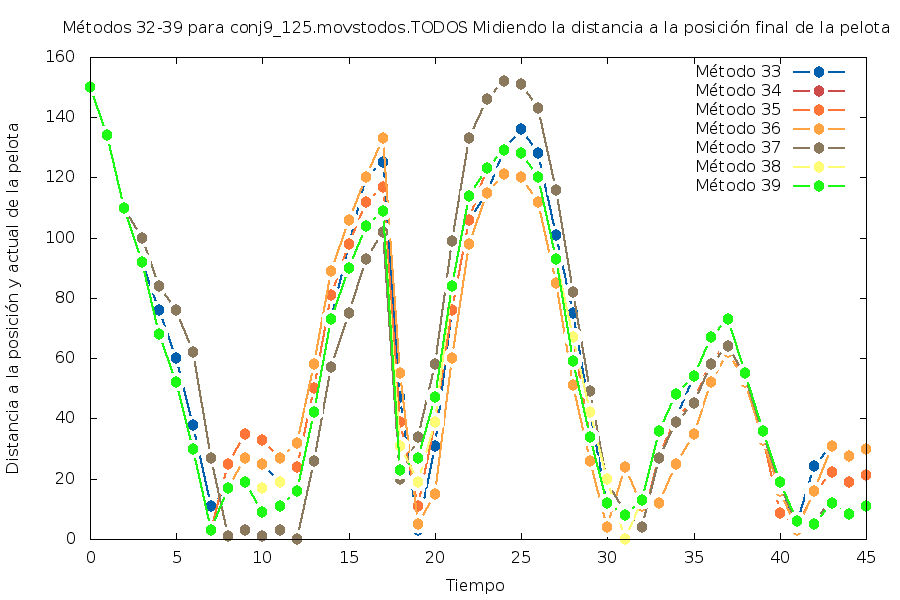 Métodos 32-39 para conj9_125.movstodos.TODOS Midiendo la distancia a la posición final de la pelota
Distancia a la posición y actual de la pelota
160
140
120
100
80
60
40
20
0
0 5 10 15 20 25 30 35 40 45
Tiempo
Método 33
Método 34
Método 35
Método 36
Método 37
Método 38
Método 39